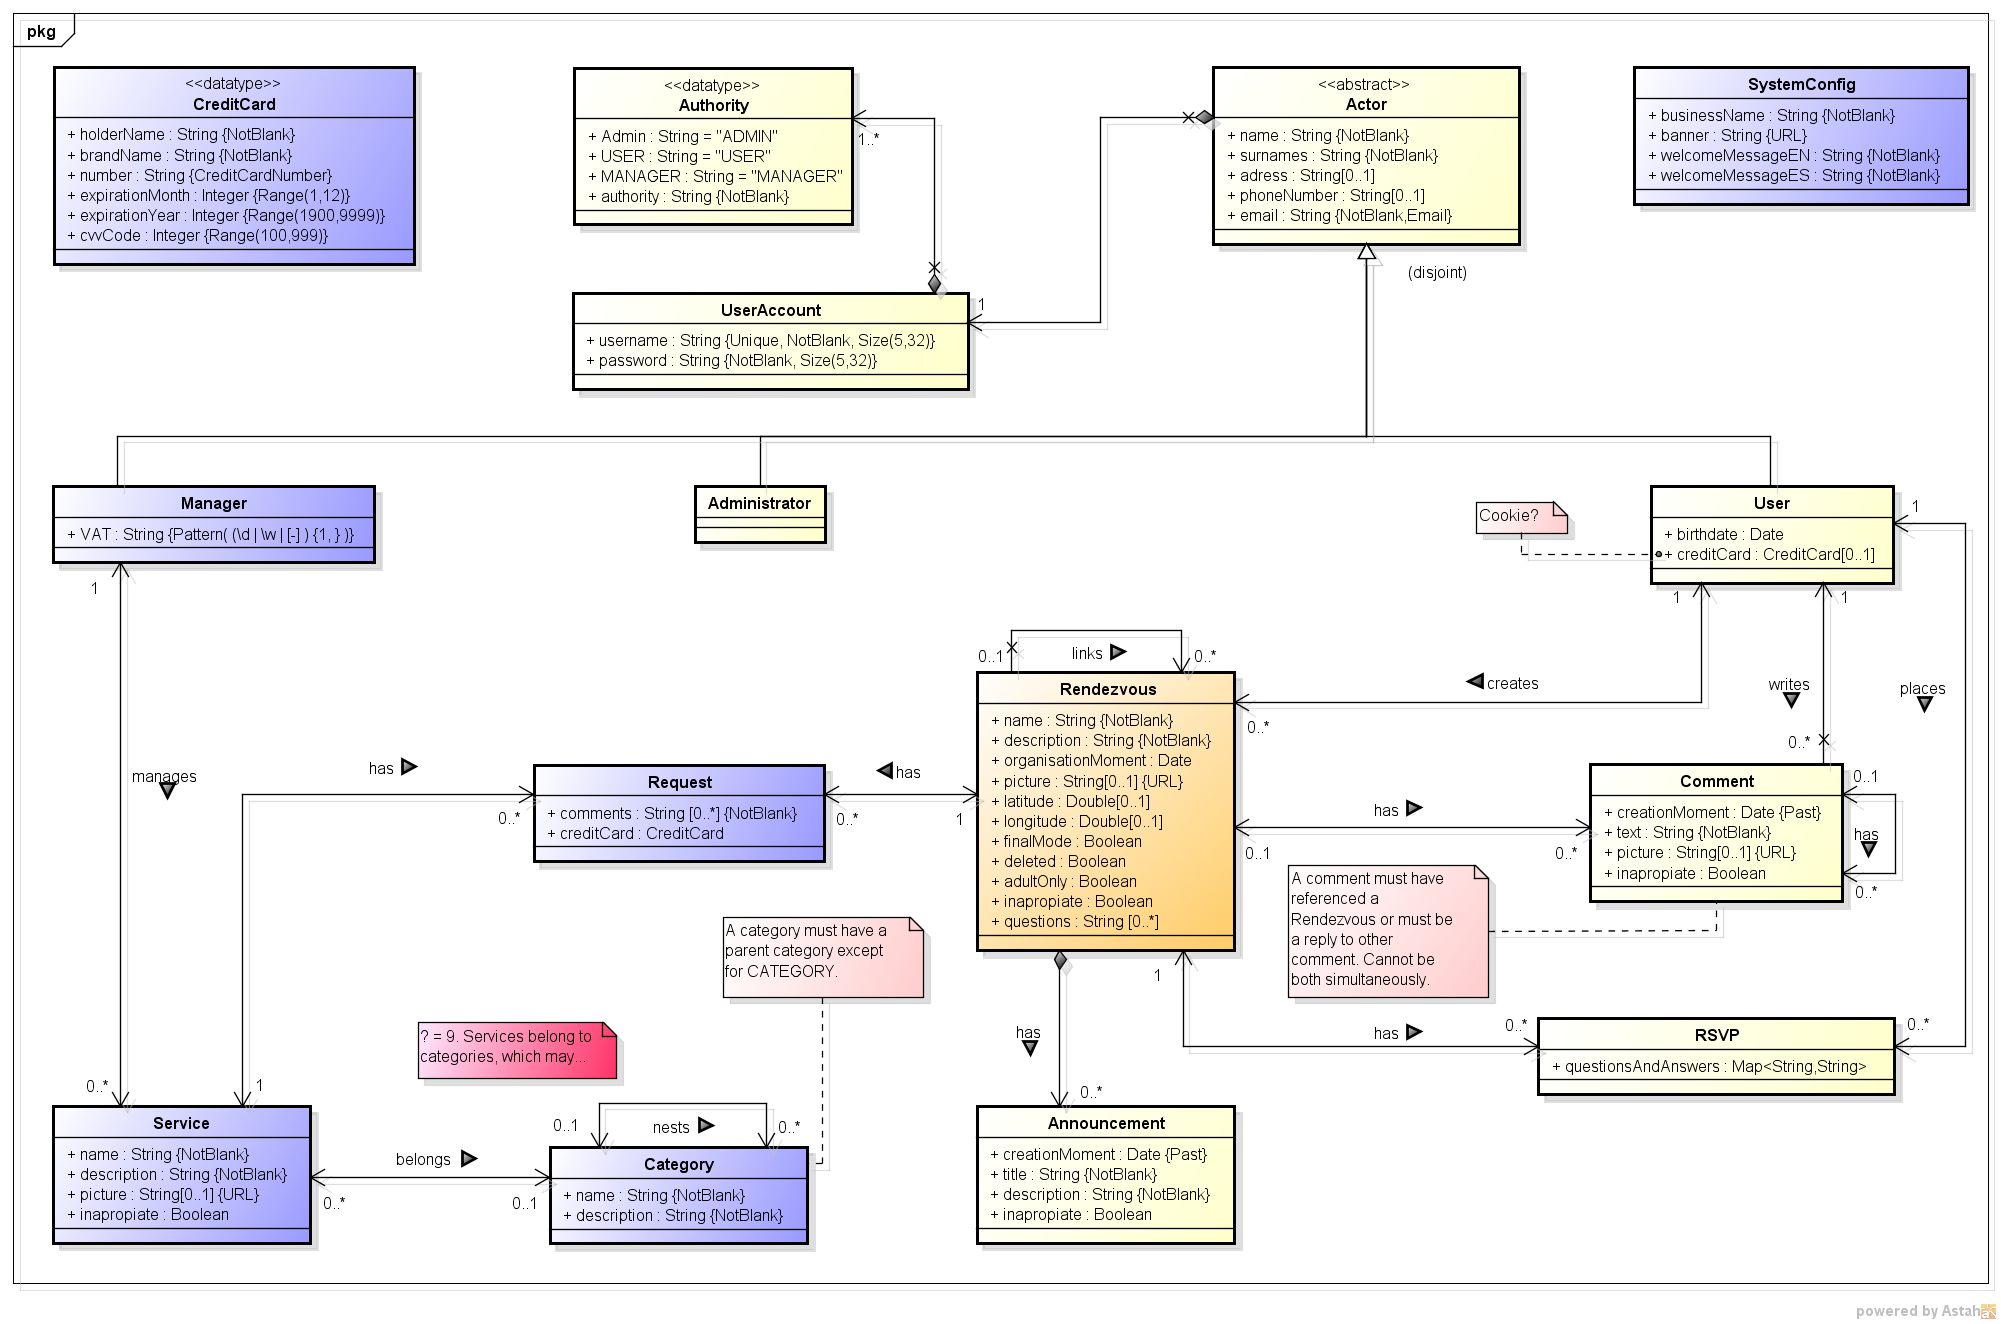 pkg
<<datatype>>
CreditCard
+ holderName : String {NotBlank}
+ brandName : String {NotBlank}
+ number : String {CreditCardNumber}
+ expirationMonth : Integer {Range(1,12)}
+ expirationYear : Integer {Range(1900,9999)}
+ cvvCode : Integer {Range(100,999)}
<<datatype>>
Authority
+ Admin : String = "ADMIN"
+ USER : String = "USER"
+ MANAGER : String = "MANAGER"
+ authority : String {NotBlank}
1..*
<<abstract>>
Actor
+ name : String {NotBlank}
+ surnames : String {NotBlank}
+ adress : String[0..1]
+ phoneNumber : String[0..1]
+ email : String {NotBlank,Email}
(disjoint)
SystemConfig
+ businessName : String {NotBlank}
+ banner : String {URL}
+ welcomeMessageEN : String {NotBlank}
+ welcomeMessageES : String {NotBlank}
UserAccount
+ username : String {Unique, NotBlank, Size(5,32)}
+ password : String {NotBlank, Size(5,32)}
1
Manager
+ VAT : String {Pattern( (\d | \w | [-] ) {1, } )}
1
Administrator
Cookie?
User
+ birthdate : Date
+ creditCard : CreditCard[0..1]
1
1
1
0..1
links
0..*
creates
writes
places
0..*
0..*
manages
has
0..*
Request
+ comments : String [0..*] {NotBlank}
+ creditCard : CreditCard
has
0..*
1
Rendezvous
+ name : String {NotBlank}
+ description : String {NotBlank}
+ organisationMoment : Date
+ picture : String[0..1] {URL}
+ latitude : Double[0..1]
+ longitude : Double[0..1]
+ finalMode : Boolean
+ deleted : Boolean
+ adultOnly : Boolean
+ inapropiate : Boolean
+ questions : String [0..*]
has
0..1
0..*
Comment
+ creationMoment : Date {Past}
+ text : String {NotBlank}
+ picture : String[0..1] {URL}
+ inapropiate : Boolean
0..1
has
0..*
A comment must have
referenced a
Rendezvous or must be
a reply to other
comment. Cannot be
both simultaneously.
A category must have a
parent category except
for CATEGORY.
? = 9. Services belong to
categories, which may...
1
has
0..*
has
0..*
RSVP
+ questionsAndAnswers : Map<String,String>
0..*
0..*
1
Service
+ name : String {NotBlank}
+ description : String {NotBlank}
+ picture : String[0..1] {URL}
+ inapropiate : Boolean
belongs
0..*
0..1
0..1
nests
0..*
Category
+ name : String {NotBlank}
+ description : String {NotBlank}
0..*
Announcement
+ creationMoment : Date {Past}
+ title : String {NotBlank}
+ description : String {NotBlank}
+ inapropiate : Boolean
powered by Astah